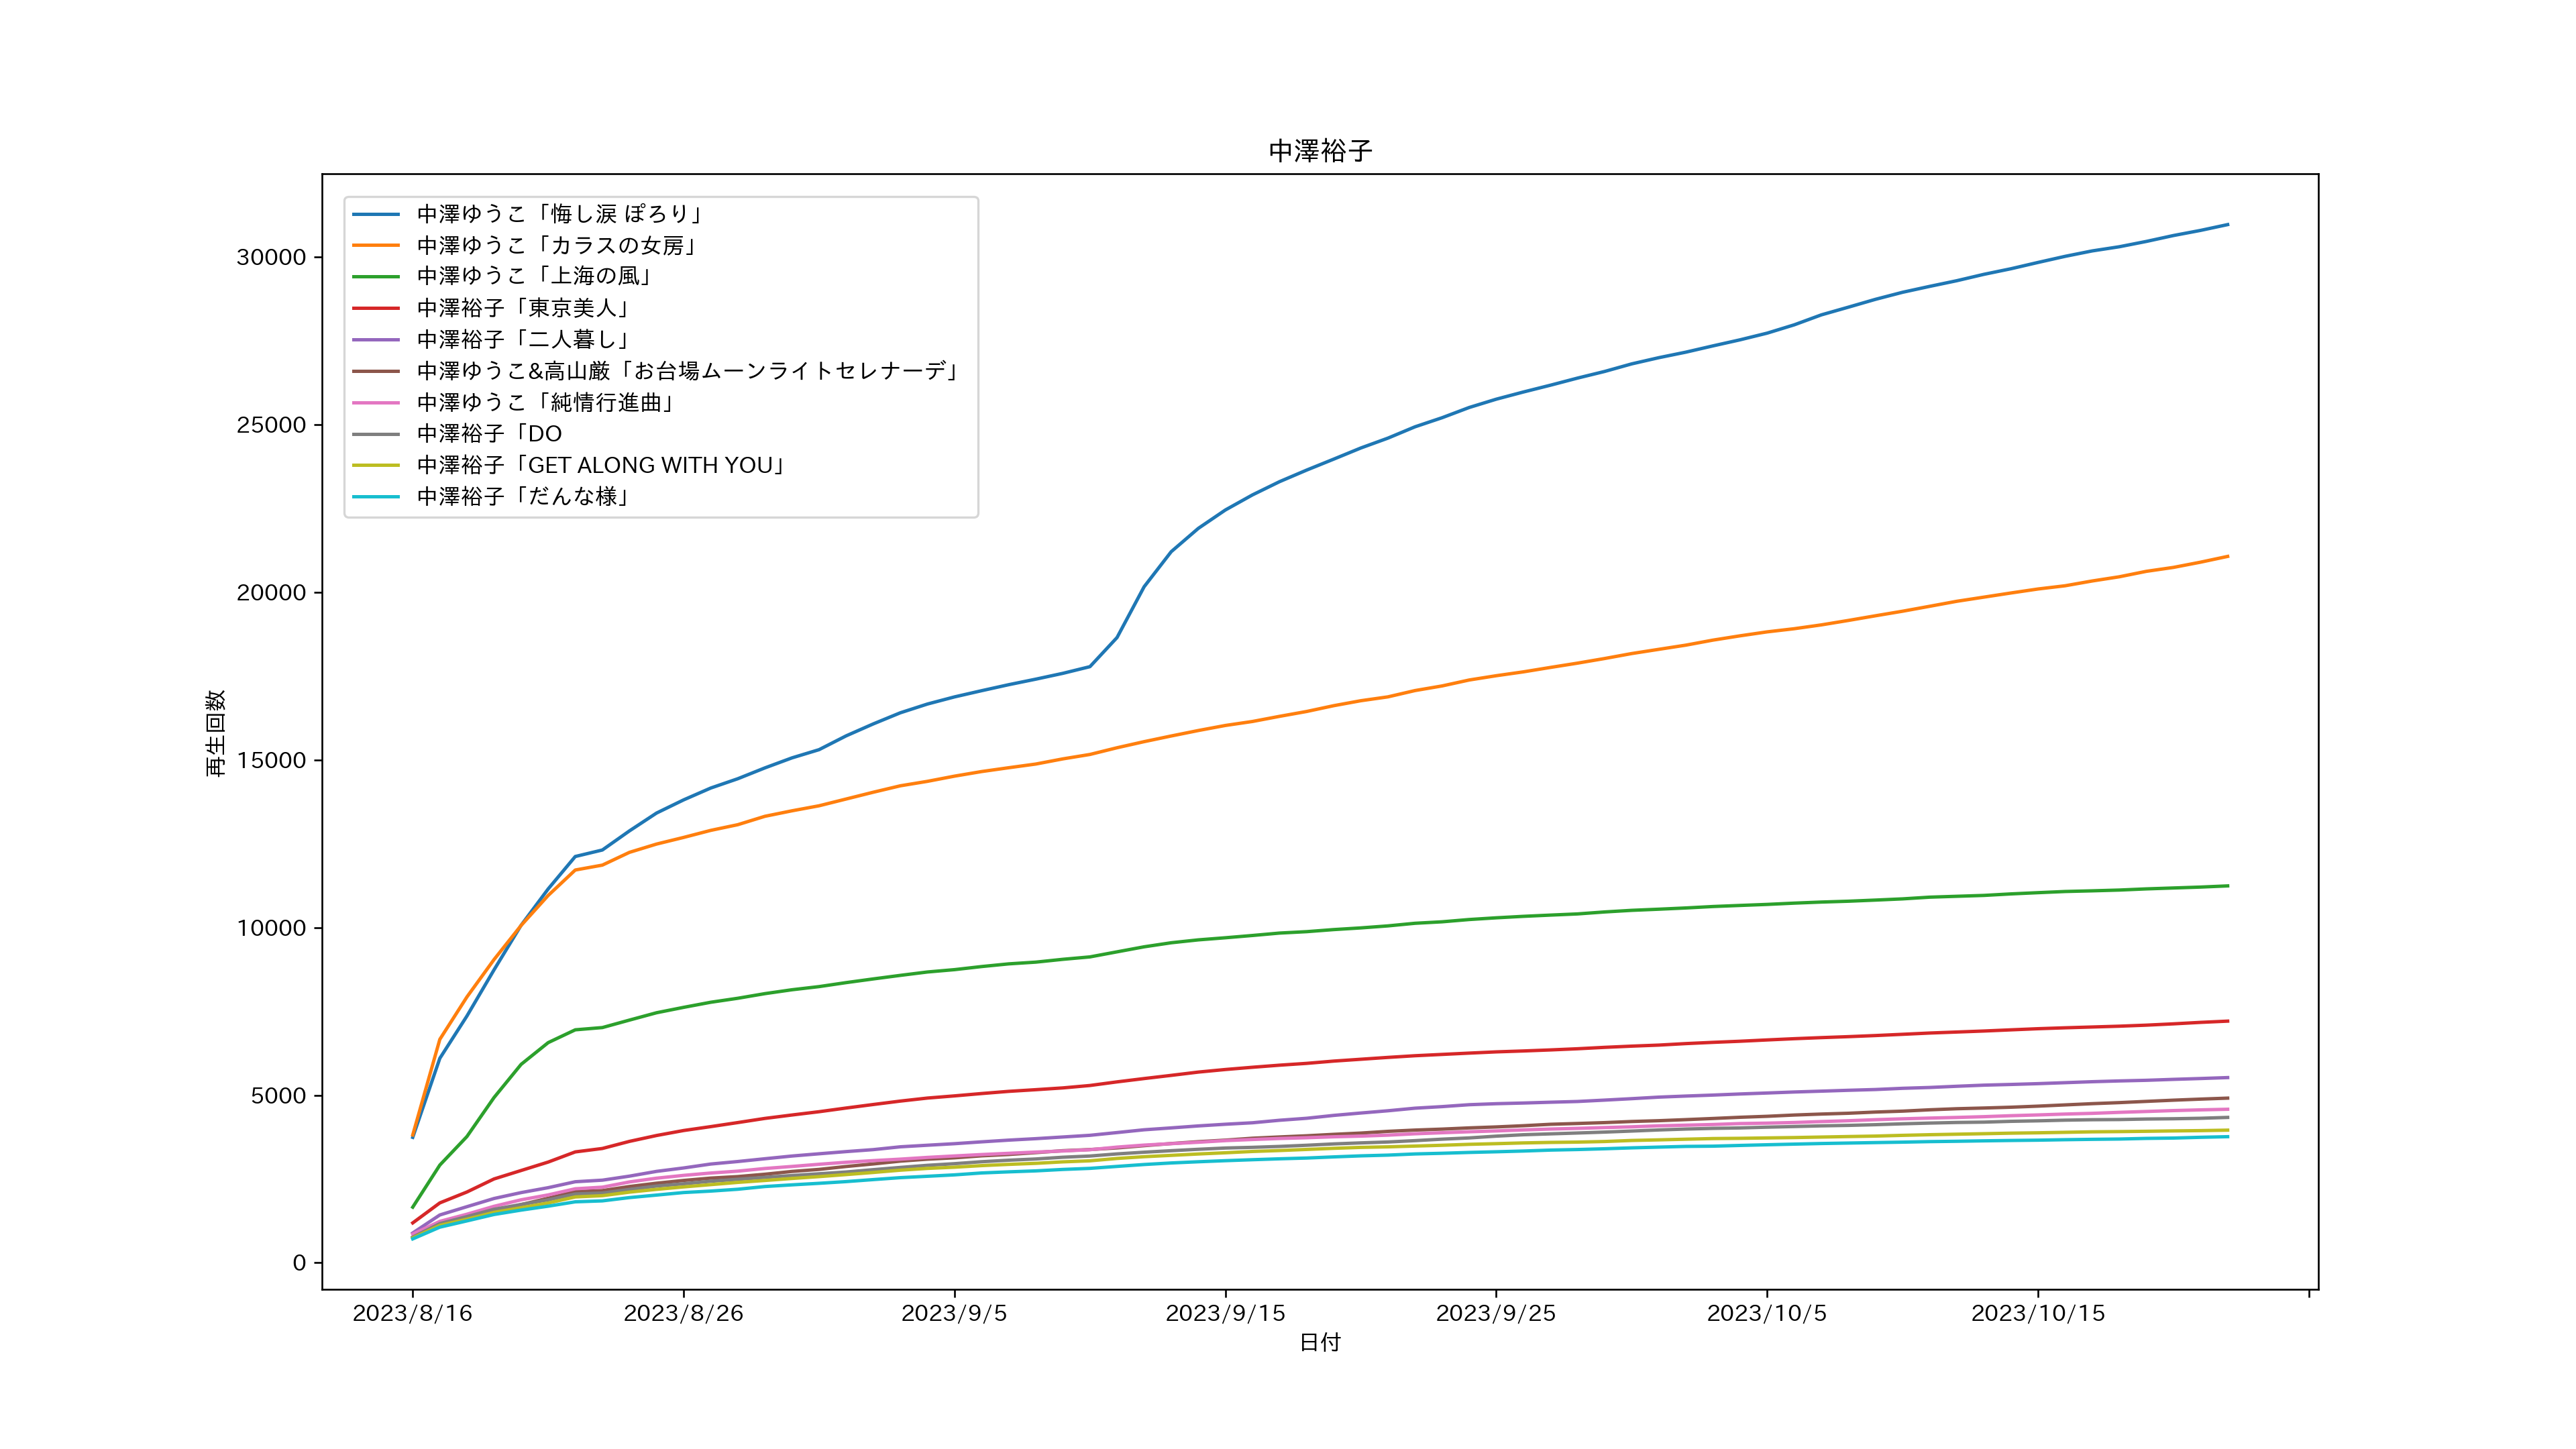 中澤裕子
中澤ゆうこ「悔し涙 ぽろり」
中澤ゆうこ「カラスの女房」
中澤ゆうこ「上海の風」
中澤裕子「東京美人」
中澤裕子「二人暮し」
中澤ゆうこ&高山厳「お台場ムーンライトセレナーデ」
中澤ゆうこ「純情行進曲」
中澤裕子「DO
中澤裕子「GET ALONG WITH YOU」
中澤裕子「だんな様」
再生回数
30000
25000
20000
15000
10000
5000
0
2023/8/16 2023/8/26 2023/9/5 2023/9/15 2023/9/25 2023/10/5 2023/10/15
日付